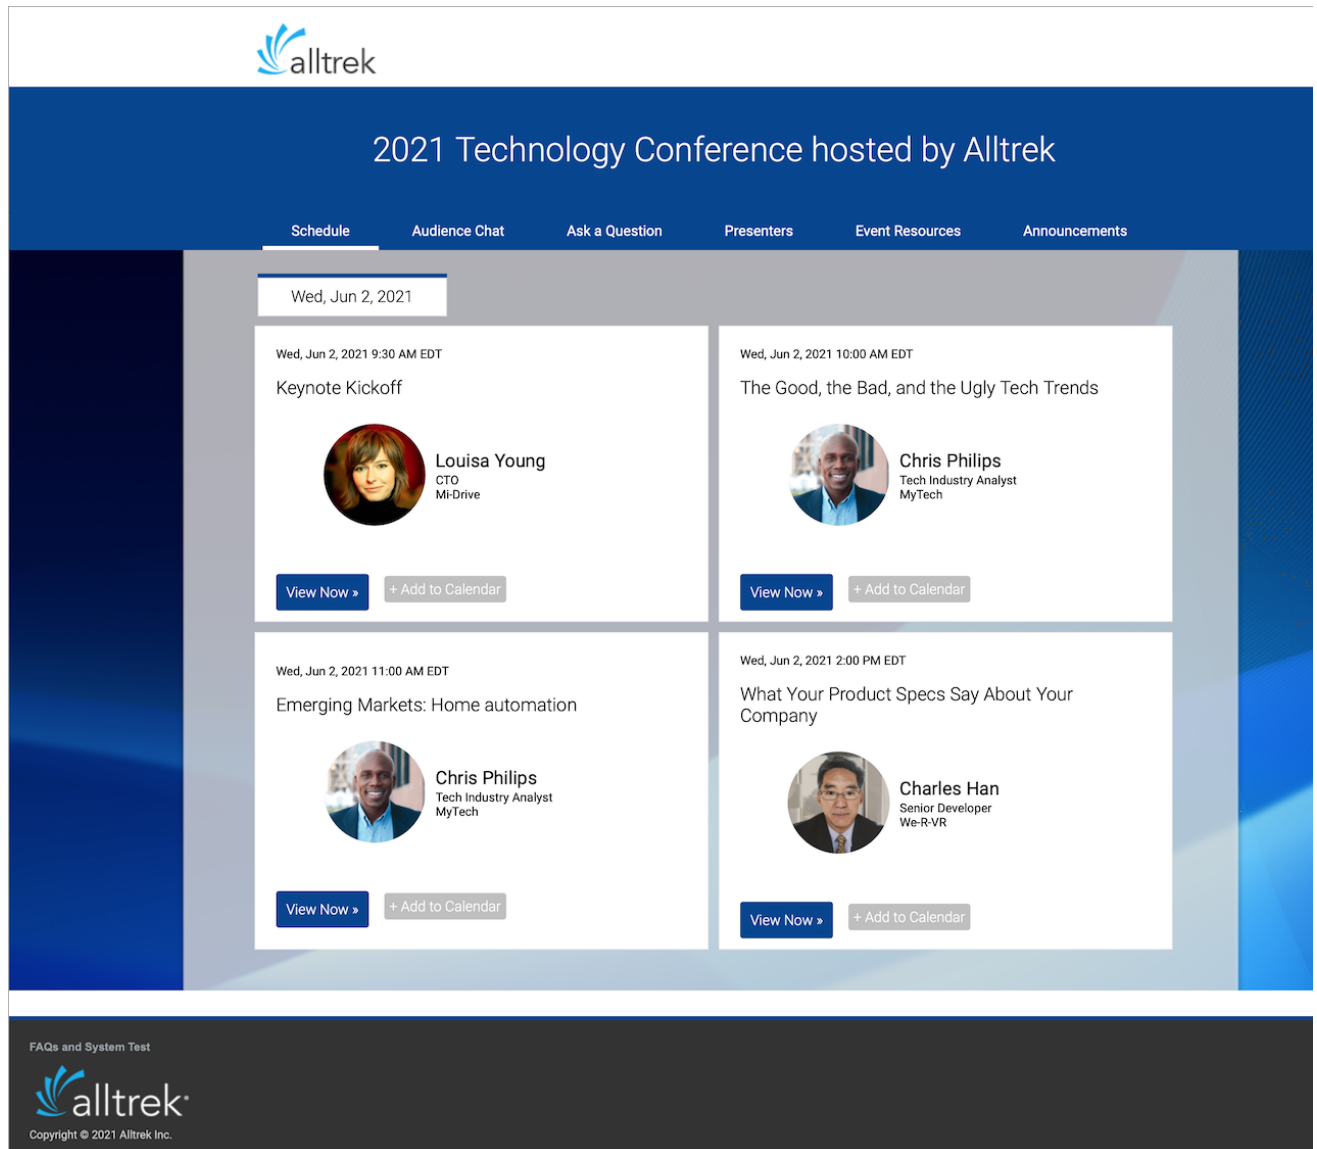 alltrek
2021 Technology Conference hosted by Alltrek
Schedule Audience Chat Ask a Question Presenters Event Resources Announcements
Wed, Jun 2, 2021
Wed, Jun 2, 2021 9:30 AM EDT
Keynote Kickoff
Louisa Young
CTO
Mi-Drive
View Now » + Add to Calendar
Wed, Jun 2, 2021 10:00 AM EDT
The Good, the Bad, and the Ugly Tech Trends
Chris Philips
Tech Industry Analyst
MyTech
View Now » + Add to Calendar
Wed, Jun 2, 2021 11:00 AM EDT
Emerging Markets: Home automation
Chris Philips
Tech Industry Analyst
MyTech
View Now » + Add to Calendar
Wed, Jun 2, 2021 2:00 PM EDT
What Your Product Specs Say About Your
Company
Charles Han
Senior Developer
We-R-VR
View Now » + Add to Calendar
FAQs and System Test
alltrek
Copyright © 2021 Alltrek Inc.